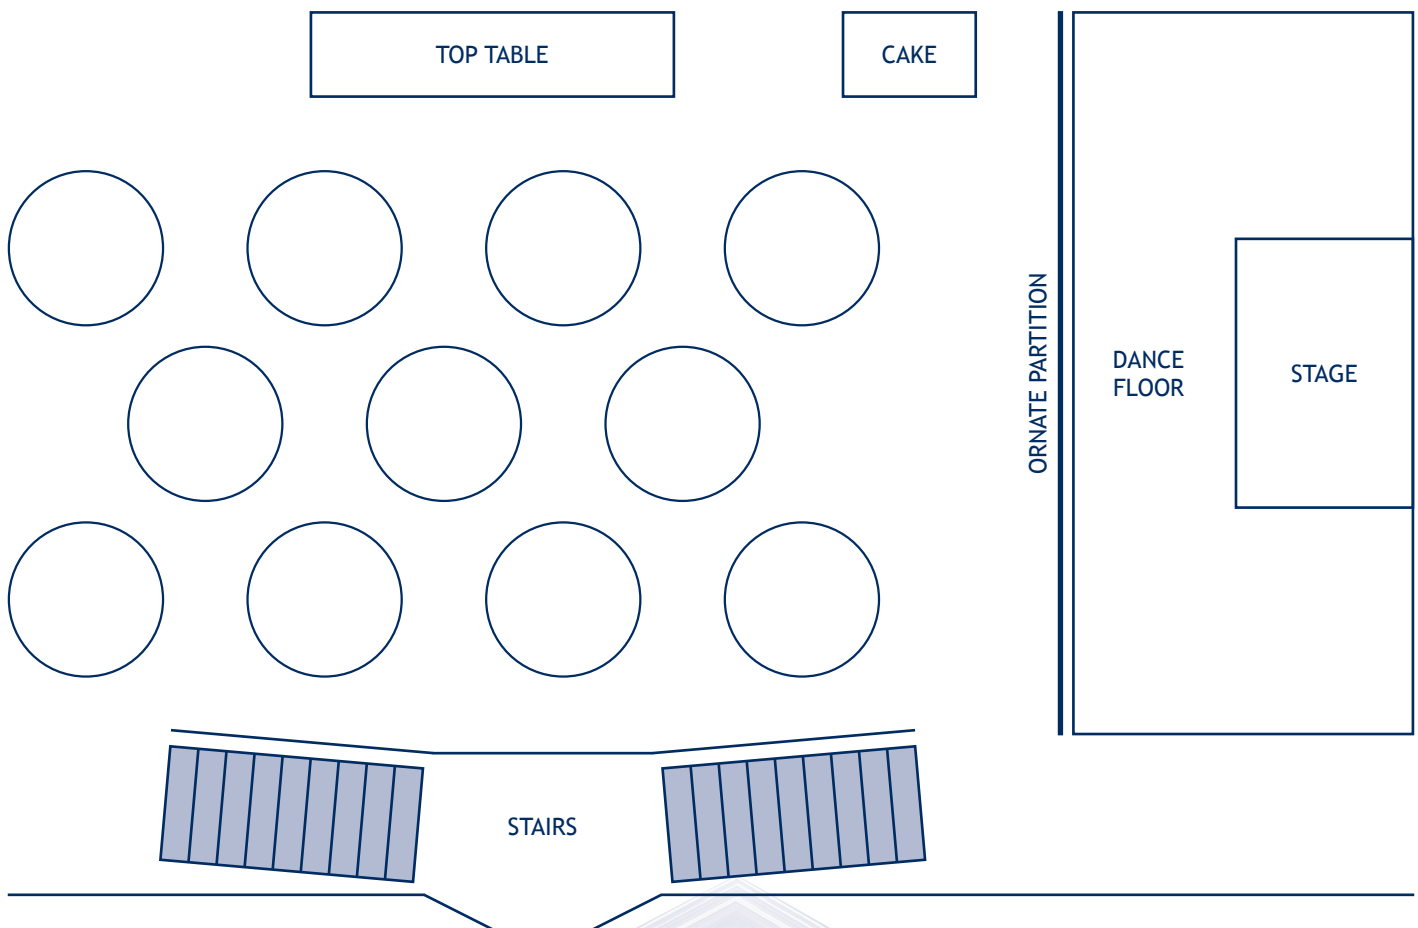 TOP TABLE
CAKE
ORNATE PARTITION
DANCE
FLOOR
STAGE
STAIRS